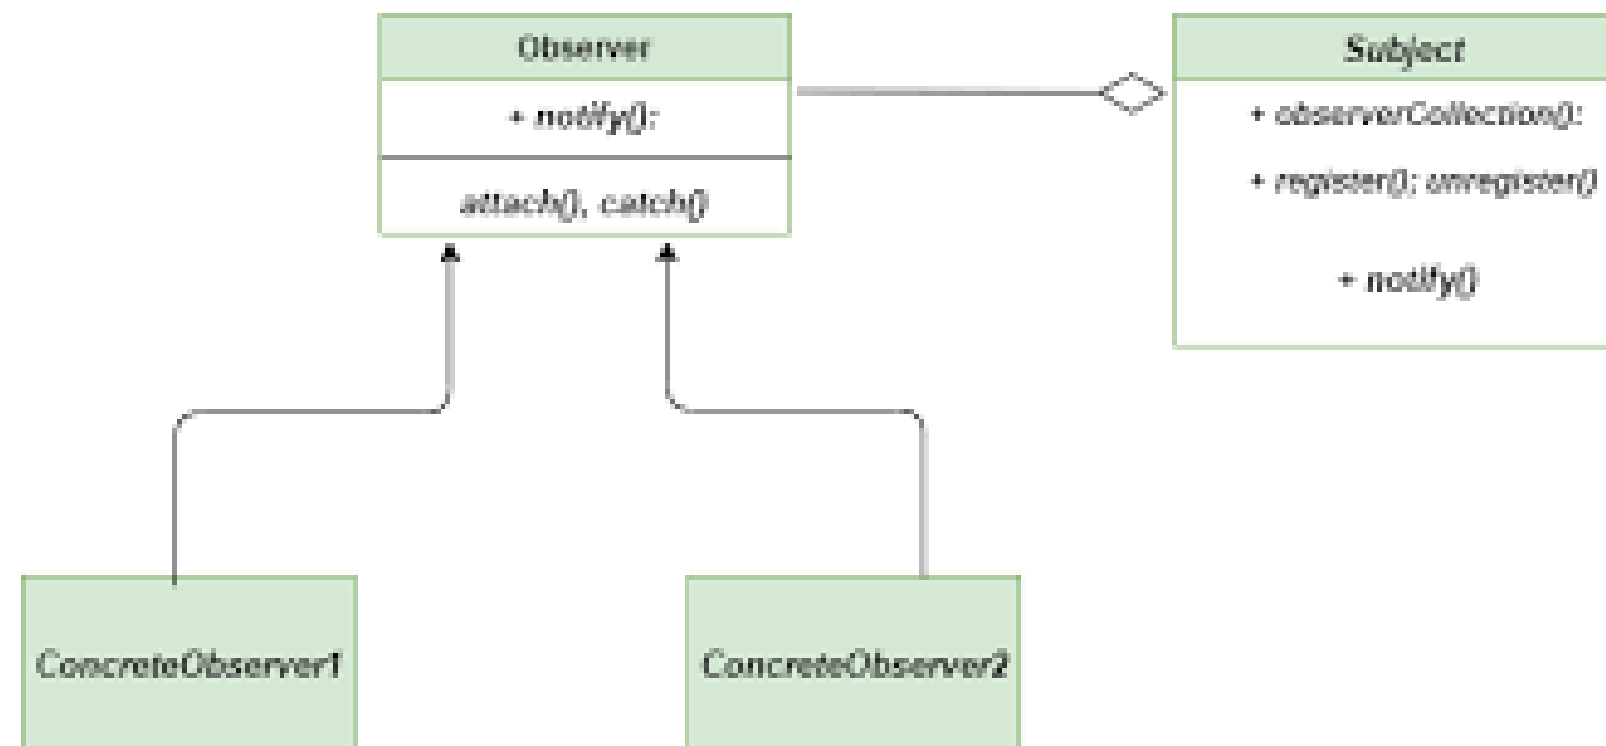 Observer
+ notify():
attach(), catch()
Subject
+ observerCollection():
+ register(); unregister()
+ notify()
ConcreteObserver1
ConcreteObserver2